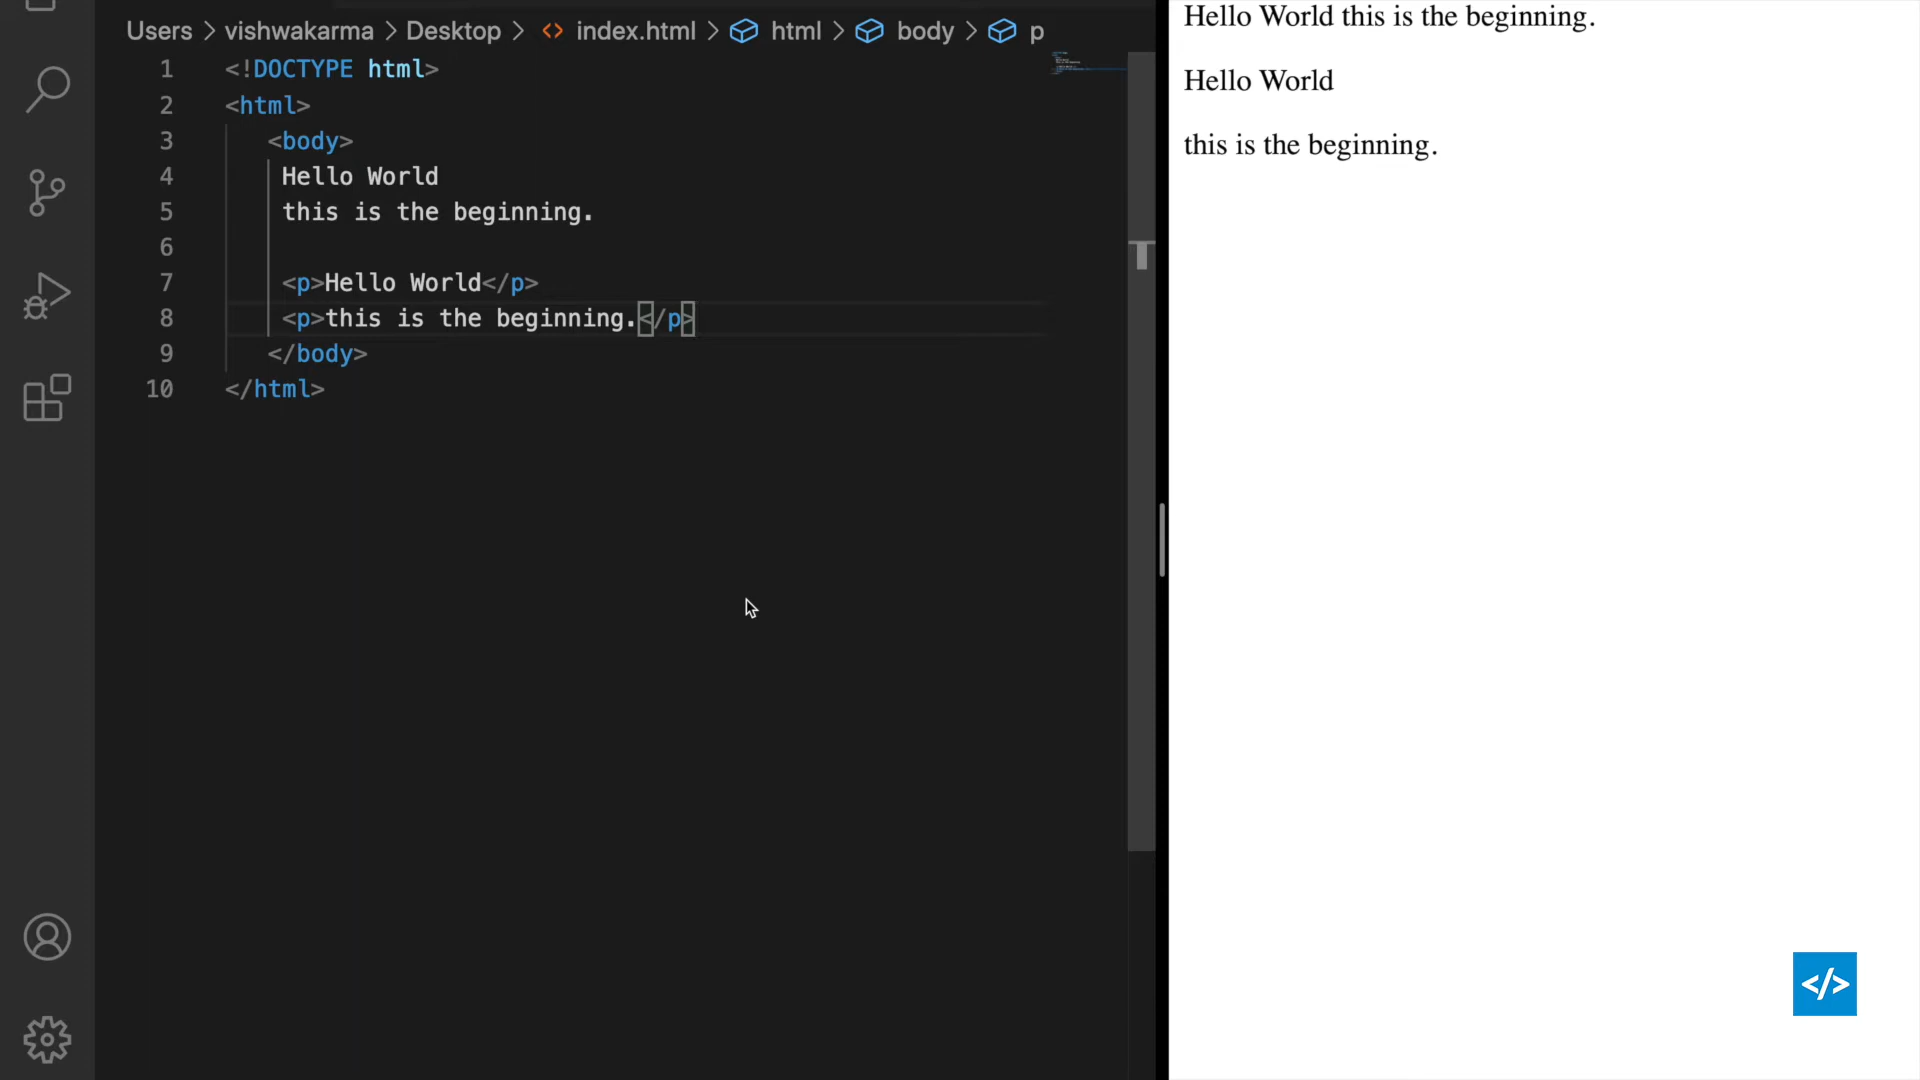 Users > vishwakarma > Desktop > <> index.html > html > body > p
1 <!DOCTYPE html>
2 <html>
3 <body>
4 Hello World
5 this is the beginning.
6
7 <p>Hello World</p>
8 <p>this is the beginning.</p>
9 </body>
10 </html>
Hello World this is the beginning.
Hello World
this is the beginning.
</>